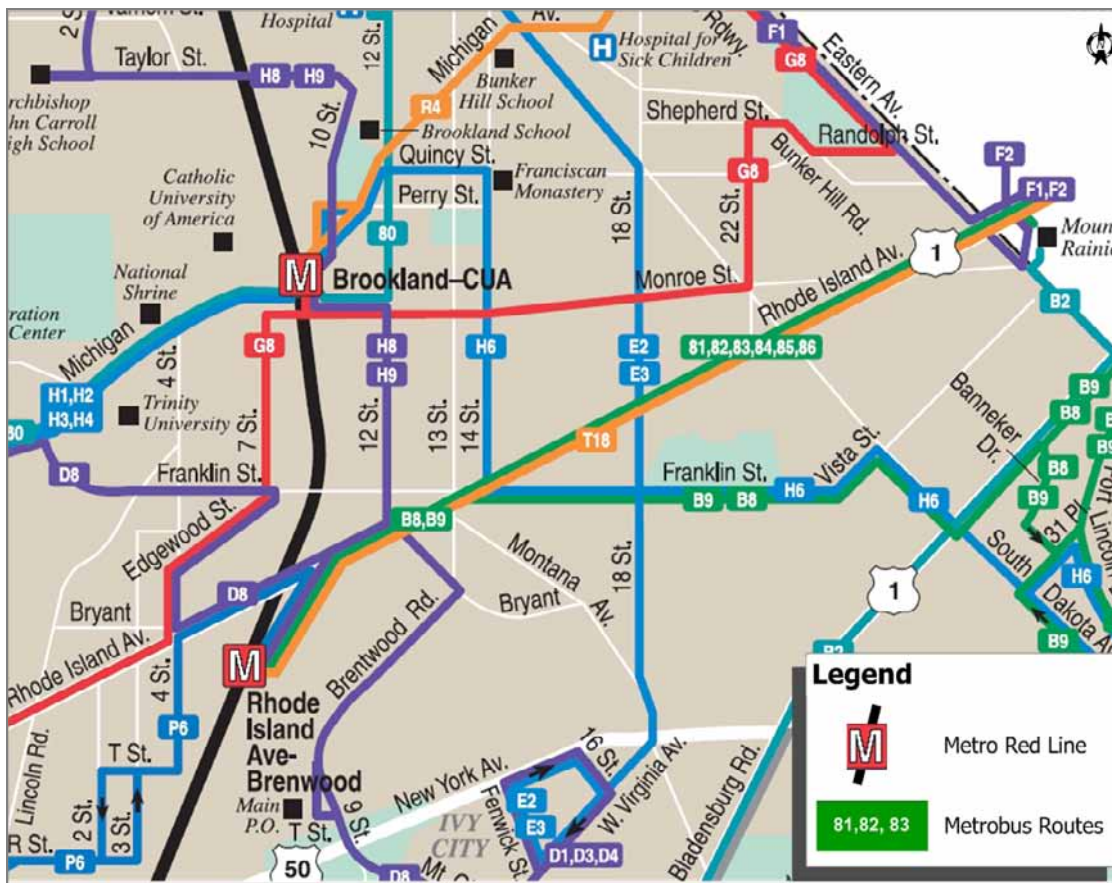 Hospital
12 St.
Michigan
Av.
Rdwy.
F1
G8
Eastern Av.
Taylor St.
H8
H9
H
Hospital for
Sick Children
Bunker
Hill School
R4
10 St.
Brookland School
Shepherd St.
Randolph St.
Bunker Hill Rd.
Quincy St.
Perry St.
Franciscan
Monastery
Catholic
University
of America
80
18 St.
G8
22 St.
F2
F1,F2
1
Rhode Island Av.
National
Shrine
M
Brookland–CUA
Monroe St.
B2
Michigan
4 St.
G8
H8
H9
H6
E2
E3
81,82,83,84,85,86
H1,H2
H3,H4
Trinity
University
7 St.
12 St.
13 St.
14 St.
T18
Banneker
Dr.
B9
B8
D8
Franklin St.
Franklin St.
Vista St.
B9
B8
H6
H6
B8
B9
31 Pl.
Edgewood St.
B8,B9
Montana
Av.
18 St.
South
Dakota
H6
1
Bryant
D8
Bryant
Brentwood Rd.
B9
Rhode Island Av.
M
4 St.
Rhode
Island
Ave-
Brenwood
P6
Lincoln Rd.
T St.
2 St.
3 St.
R St.
P6
Main
P.O.
T St.
9 St.
50
D8
New York Av.
16 St.
W. Virginia Av.
Fenwick St.
E2
E3
IVY
CITY
D1,D3,D4
Bladensburg Rd.
Legend
M
Metro Red Line
81,82, 83
Metrobus Routes